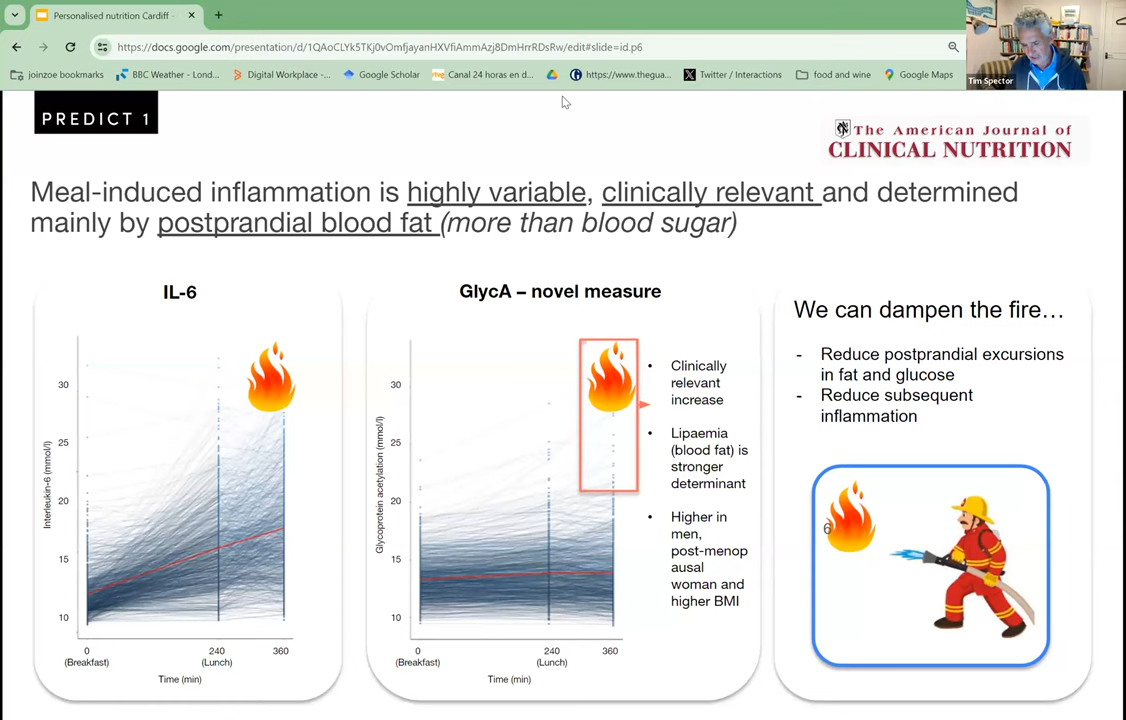 Personalised nutrition Cardiff -
https://docs.google.com/presentation/d/1QAoCLYk5TKj0vOmfjayanHXVfiAmmAzj8DmHrrRDsRw/edit#slide=id.p6
joinzoe bookmarks
BBC Weather - Lond...
Digital Workplace -...
Google Scholar
rtve
Canal 24 horas en d...
https://www.thegua...
X
Twitter / Interactions
food and wine
Google Maps
Tim Spector
PREDICT 1
The American Journal of
CLINICAL NUTRITION
Meal-induced inflammation is highly variable, clinically relevant and determined
mainly by postprandial blood fat (more than blood sugar)
IL-6
30
25
20
15
10
Interleukin-6 (mmol/l)
0
(Breakfast)
240
(Lunch)
360
Time (min)
GlycA – novel measure
30
25
20
15
10
Glycoprotein acetylation (mmol/l)
0
(Breakfast)
240
(Lunch)
360
Time (min)
• Clinically
relevant
increase
• Lipaemia
(blood fat) is
stronger
determinant
• Higher in
men,
post-menop
ausal
woman and
higher BMI
We can dampen the fire…
- Reduce postprandial excursions
in fat and glucose
- Reduce subsequent
inflammation
6